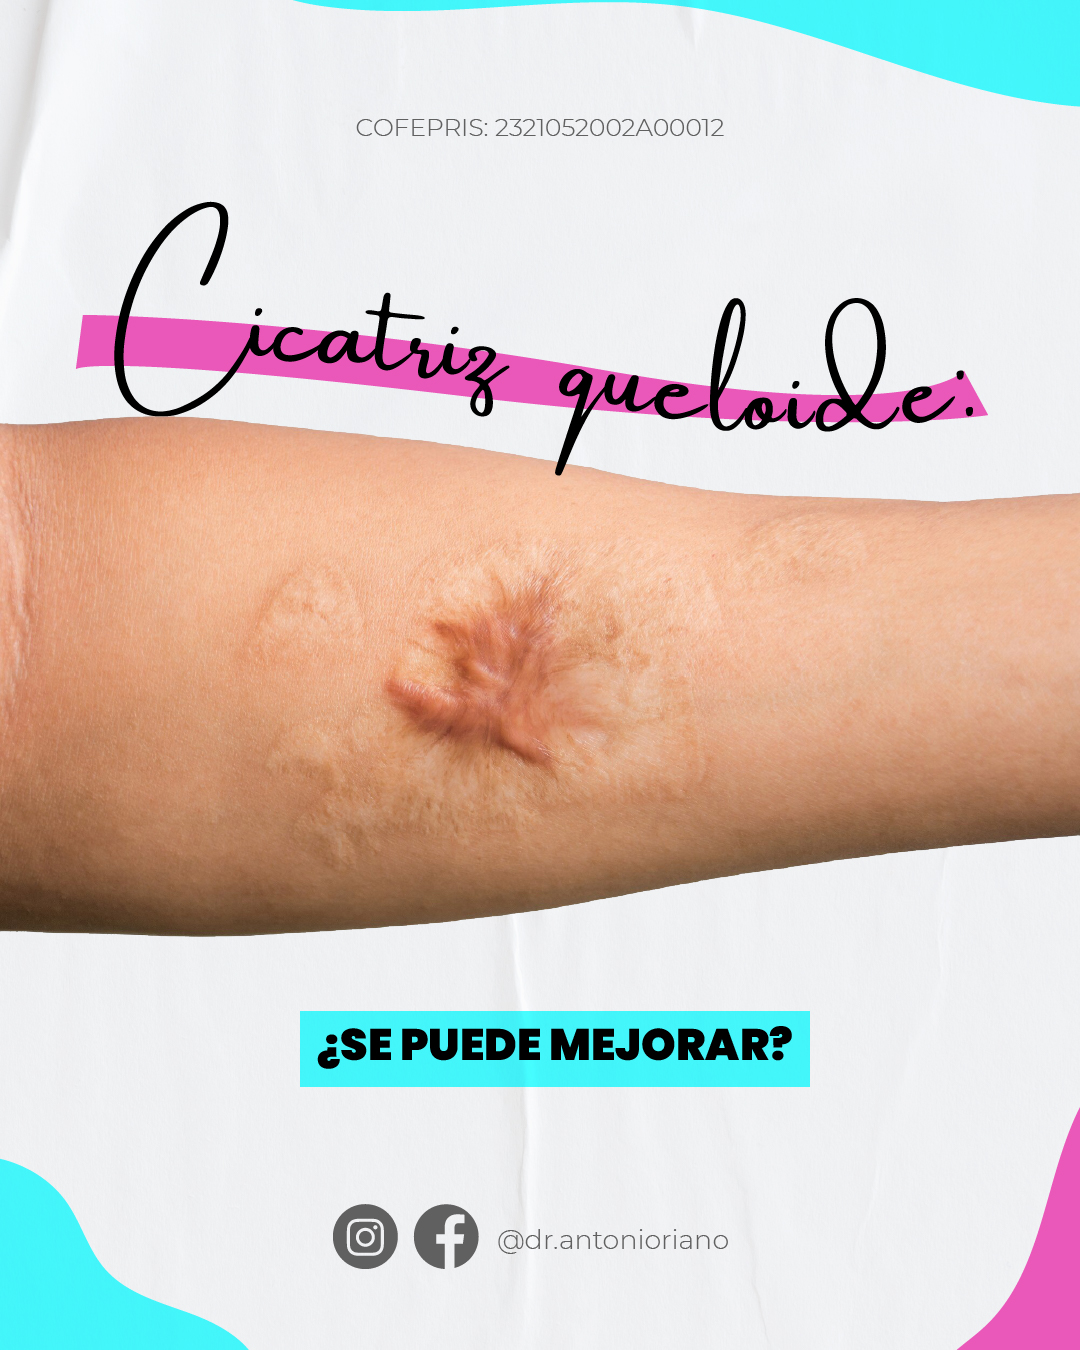 COFEPRIS: 2321052002A00012
Cicatriz queloide:
¿SE PUEDE MEJORAR?
@dr.antonioriano